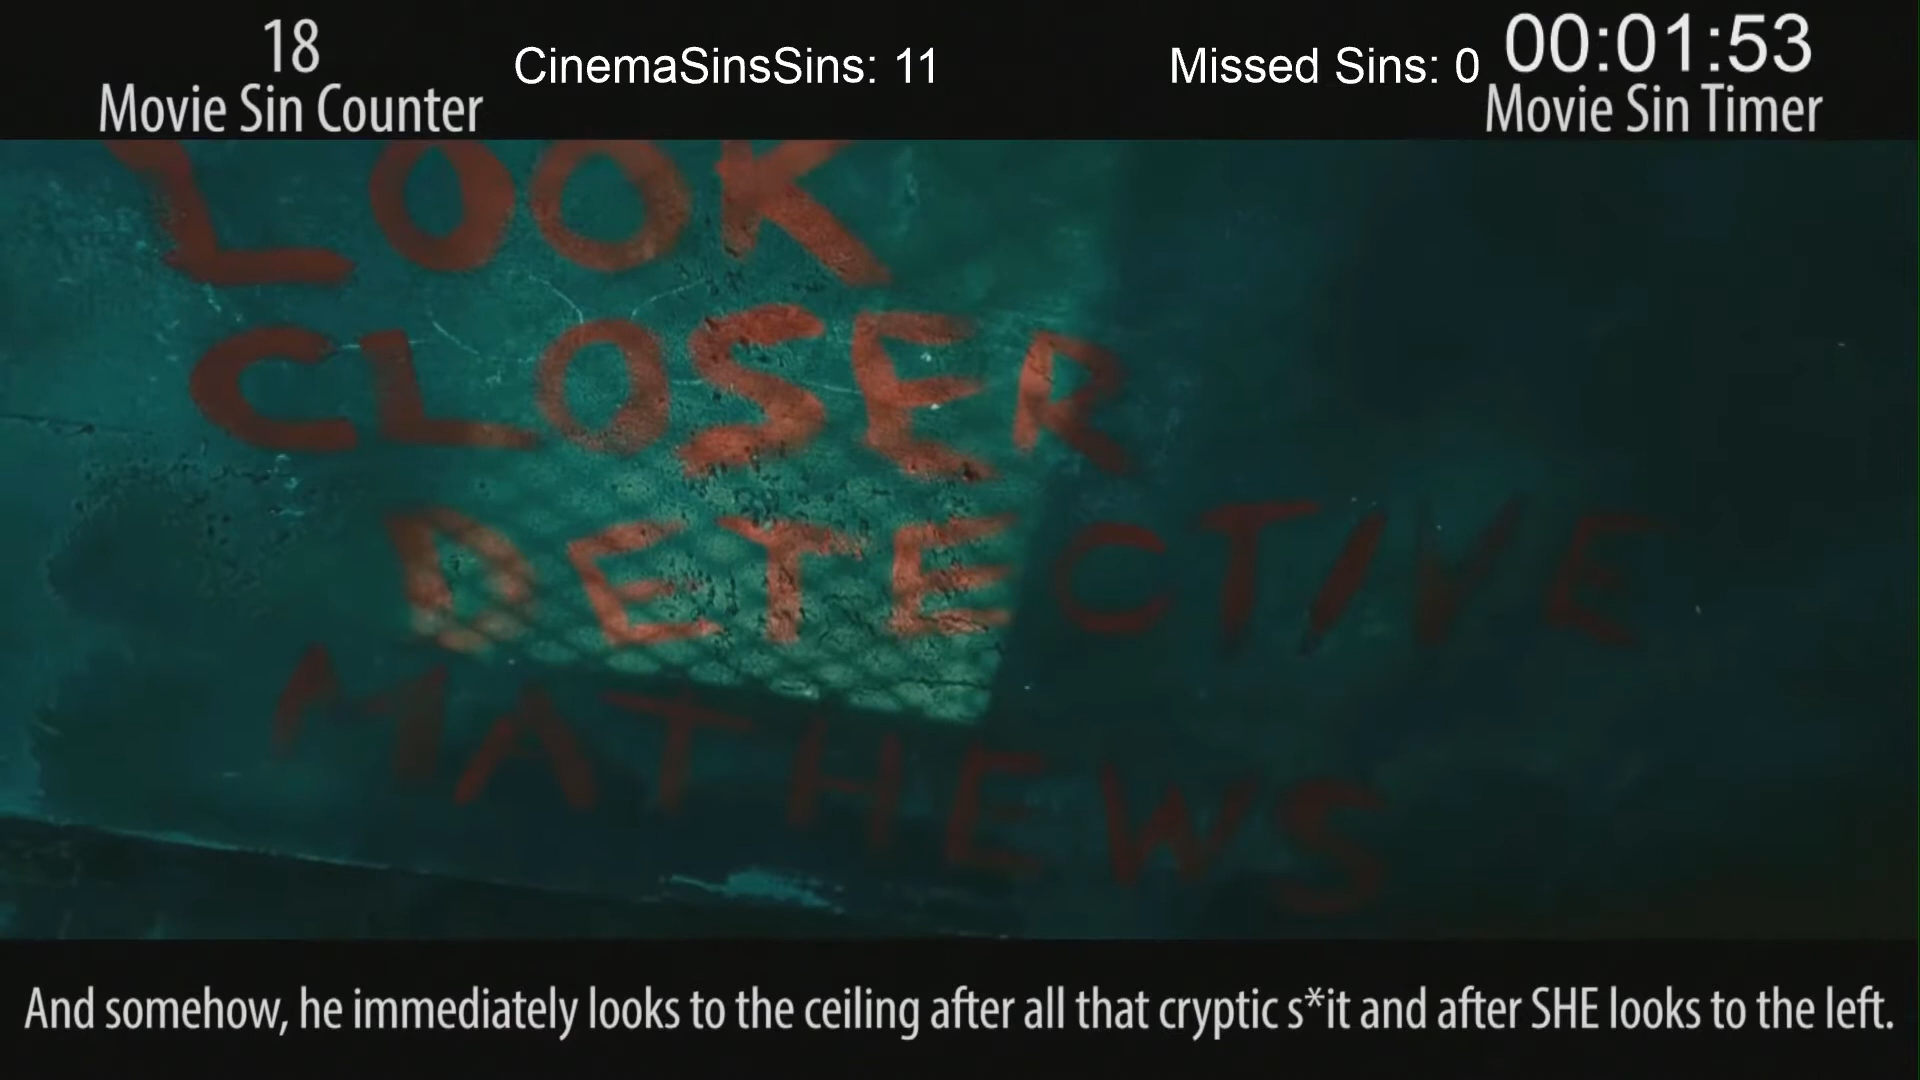 18
Movie Sin Counter
CinemaSinsSins: 11
Missed Sins: 0
00:01:53
Movie Sin Timer
LOOK
CLOSER
DETECTIVE
MATHEWS
And somehow, he immediately looks to the ceiling after all that cryptic s*it and after SHE looks to the left.